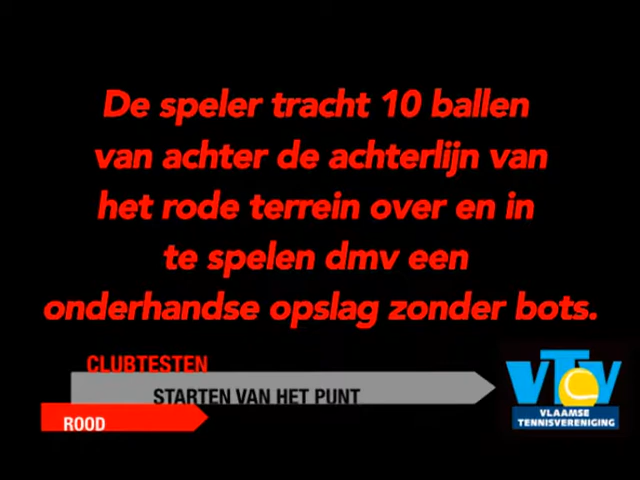 De speler tracht 10 ballen
van achter de achterlijn van
het rode terrein over en in
te spelen dmv een
onderhandse opslag zonder bots.
CLUBTESTEN
STARTEN VAN HET PUNT
ROOD
VTV
VLAAMSE
TENNISVERENIGING